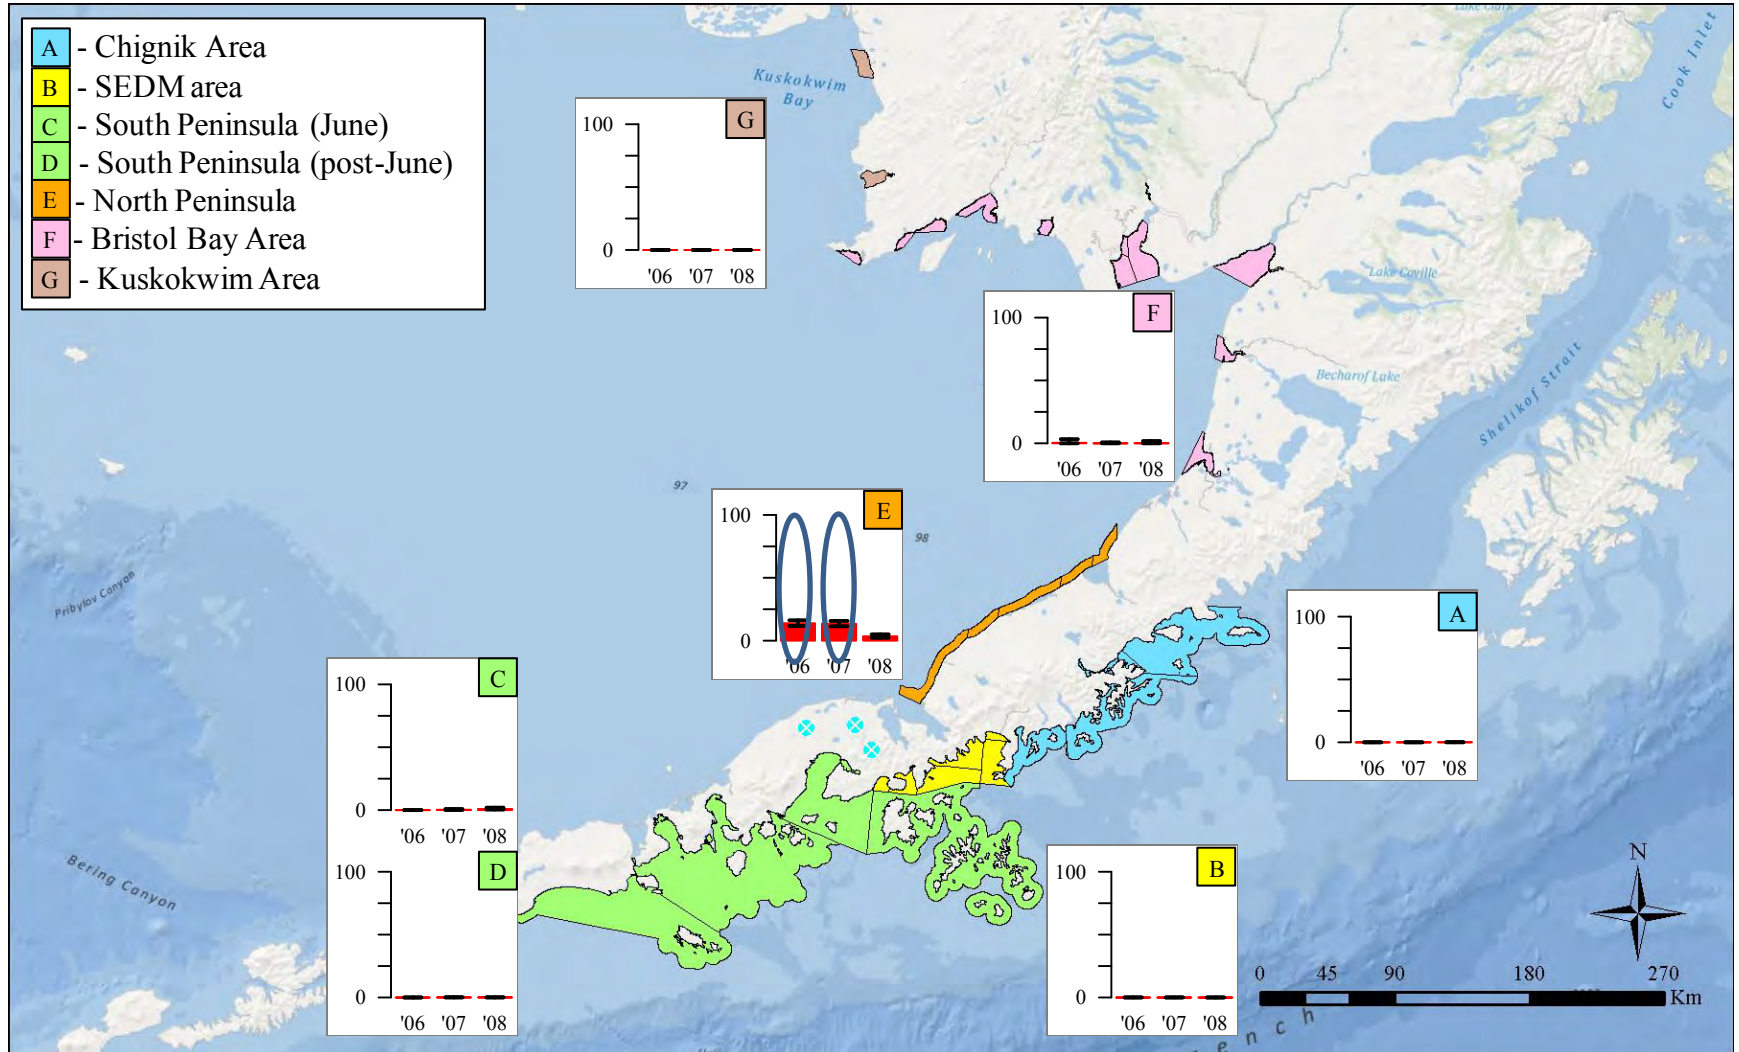 A - Chignik Area
B - SEDM area
C - South Peninsula (June)
D - South Peninsula (post-June)
E - North Peninsula
F - Bristol Bay Area
G - Kuskokwim Area
Lake Clark
Cook Inlet
Kuskokwim
Bay
G
100
0
'06 '07 '08
Lake Coville
F
100
0
'06 '07 '08
Becharof Lake
Shelikof Strait
97
98
E
100
0
'06 '07 '08
Pribylov Canyon
A
100
0
'06 '07 '08
C
100
0
'06 '07 '08
D
100
0
'06 '07 '08
B
100
0
'06 '07 '08
Bering Canyon
N
0 45 90 180 270
Km
ench